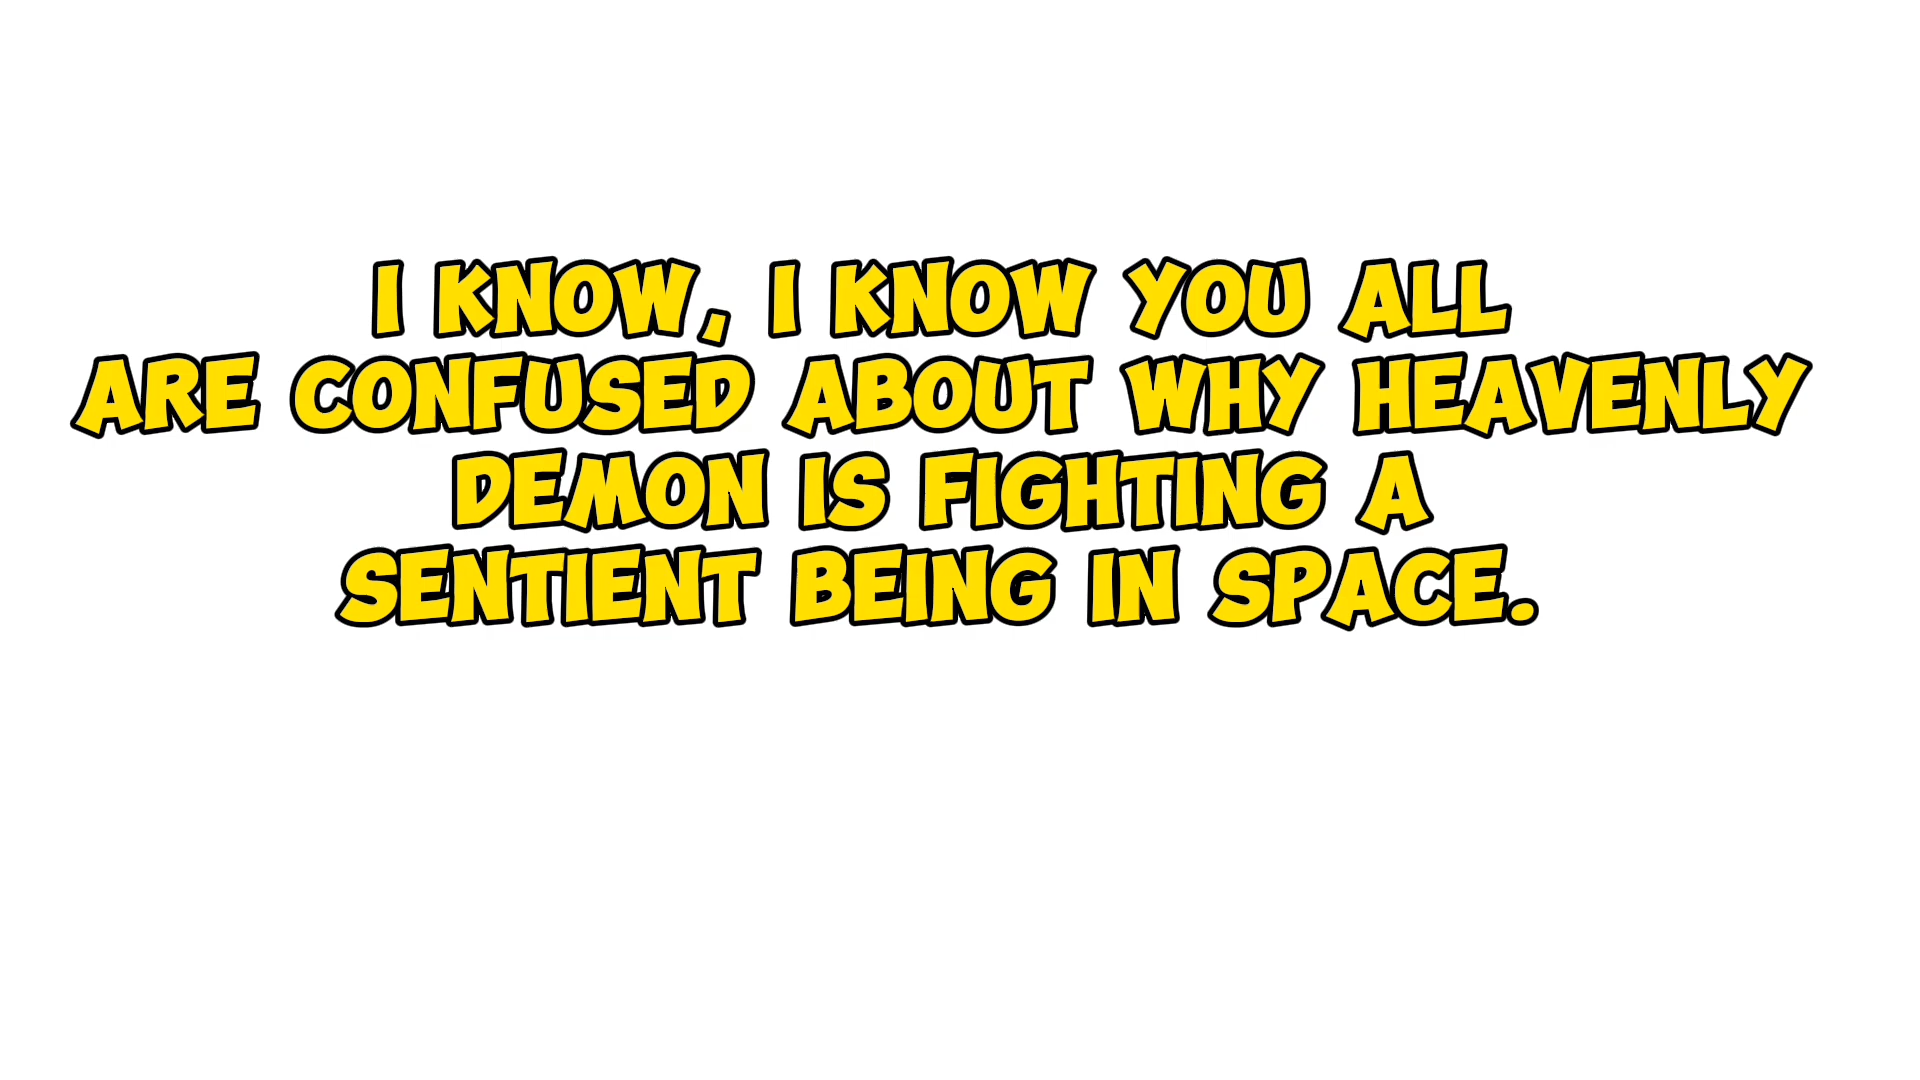 I KNOW, I KNOW YOU ALL
ARE CONFUSED ABOUT WHY HEAVENLY
DEMON IS FIGHTING A
SENTIENT BEING IN SPACE.